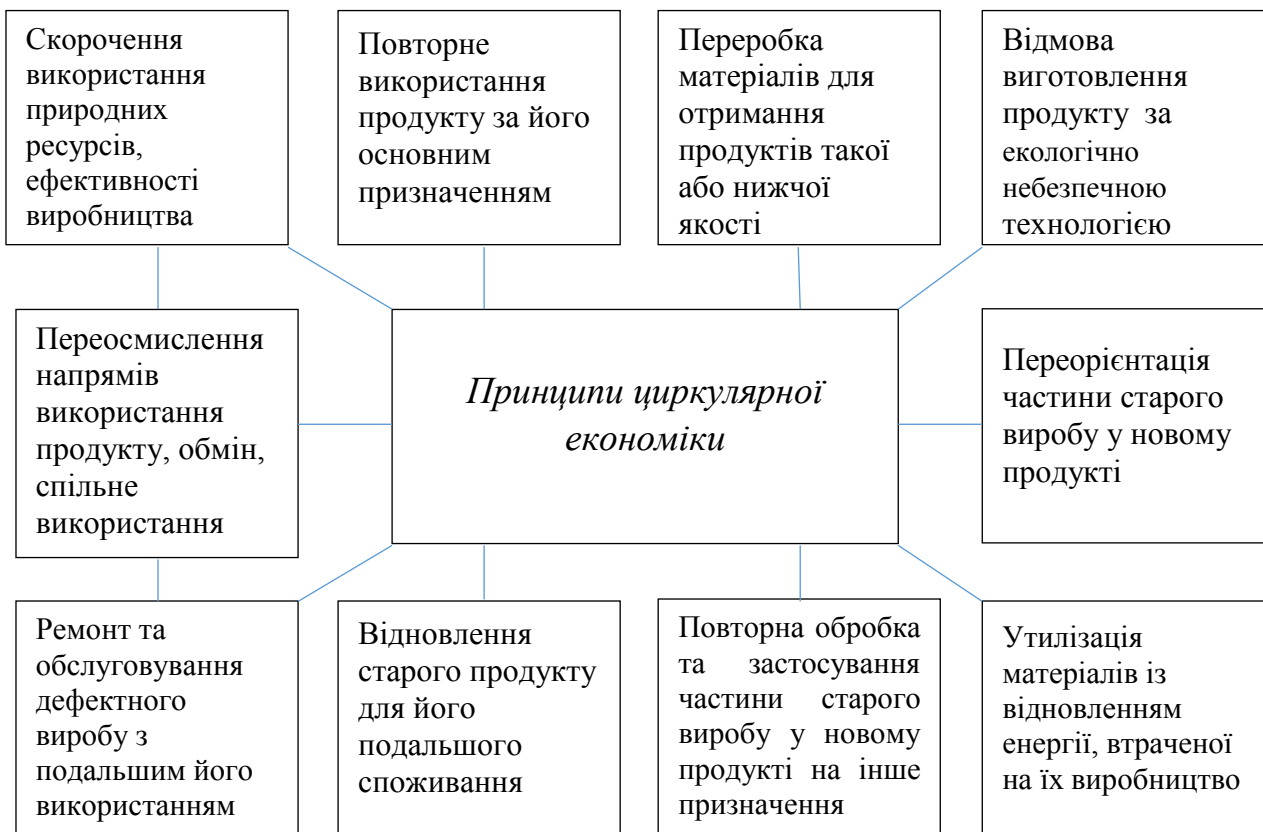 Скорочення
використання
природних
ресурсів,
ефективності
виробництва
Повторне
використання
продукту за його
основним
призначенням
Переробка
матеріалів для
отримання
продуктів такої
або нижчої
якості
Відмова
виготовлення
продукту за
екологічно
небезпечною
технологією
Переосмислення
напрямів
використання
продукту, обмін,
спільне
використання
Принципи циркулярної
економіки
Переорієнтація
частини старого
виробу у новому
продукті
Ремонт та
обслуговування
дефектного
виробу з
подальшим його
використанням
Відновлення
старого продукту
для його
подальшого
споживання
Повторна обробка
та застосування
частини старого
виробу у новому
продукті на інше
призначення
Утилізація
матеріалів із
відновленням
енергії, втраченої
на їх виробництво